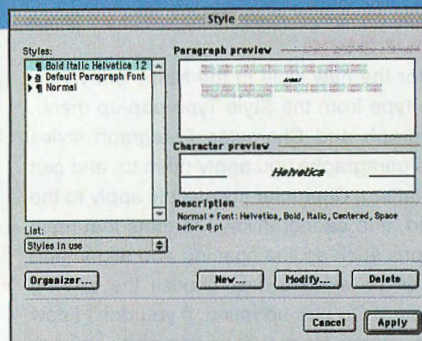 Style
Styles:
¶ Bold Italic Helvetica 12
a Default Paragraph Font
¶ Normal
List:
Styles in use
Paragraph preview
Character preview
Helvetica
Description
Normal + Font: Helvetica, Bold, Italic, Centered, Space
before 8 pt
Organizer...
New...
Modify...
Delete
Cancel
Apply